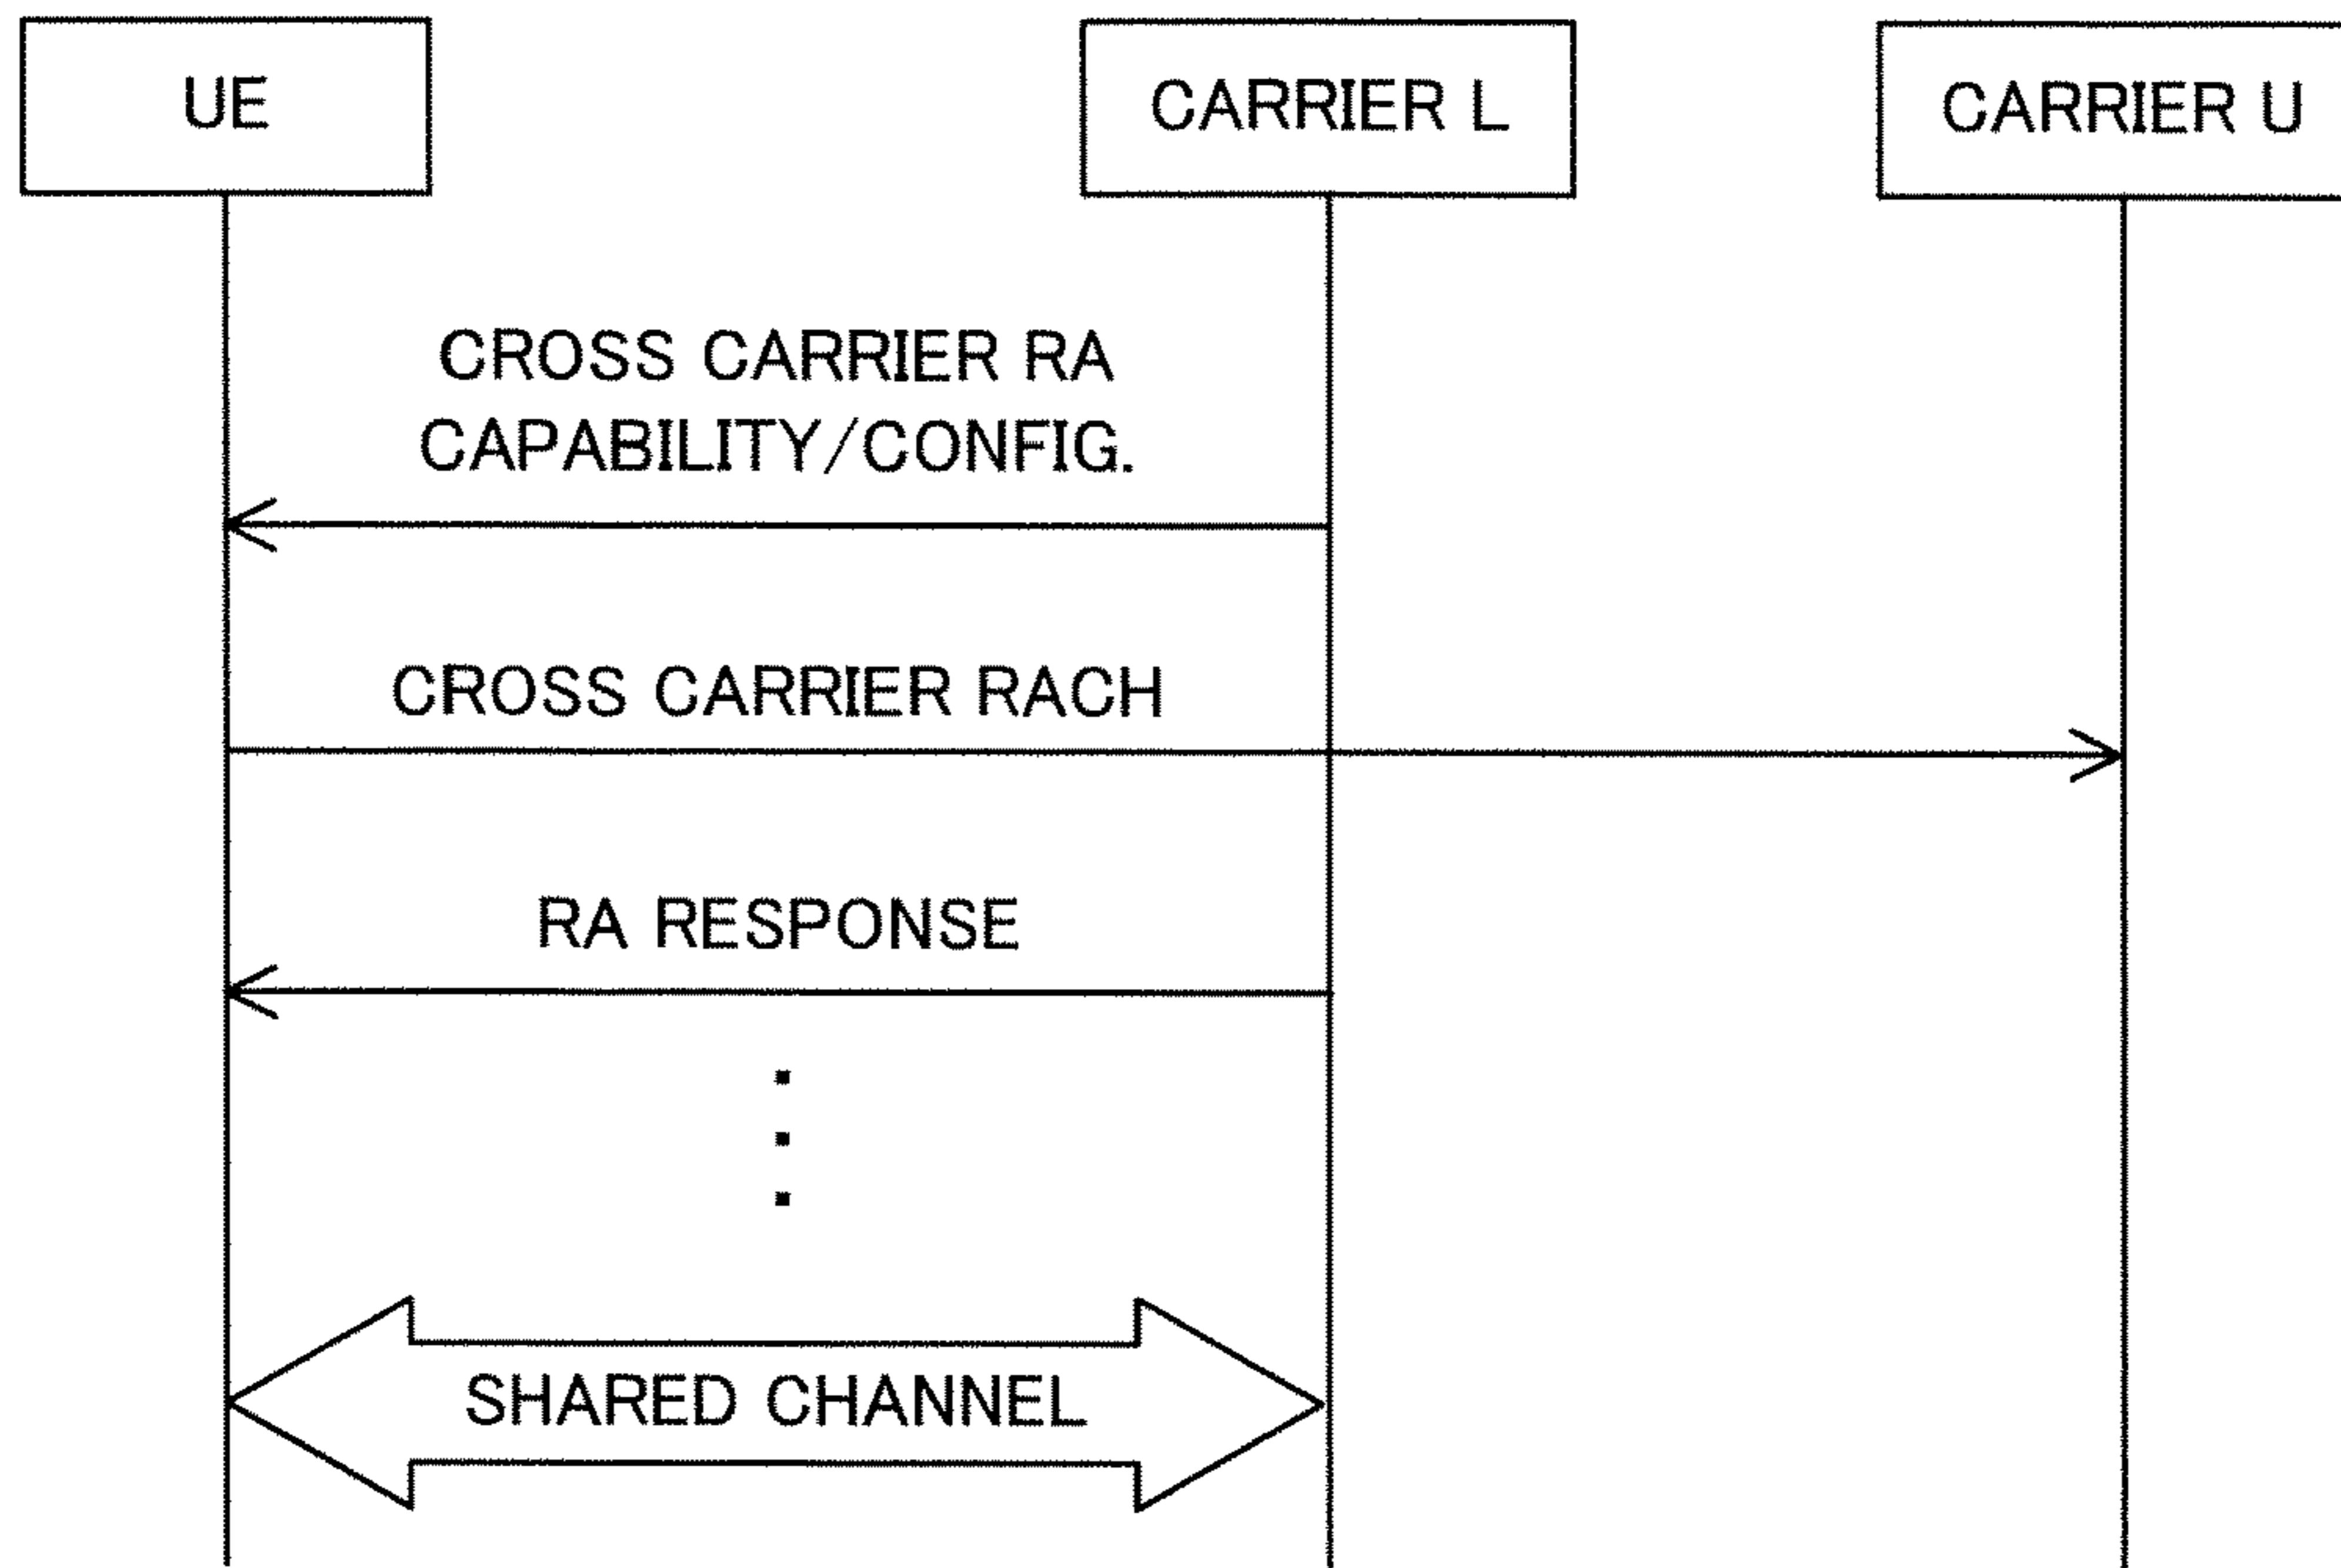 UE
CARRIER L
CARRIER U
CROSS CARRIER RA
CAPABILITY/CONFIG.
CROSS CARRIER RACH
RA RESPONSE
SHARED CHANNEL